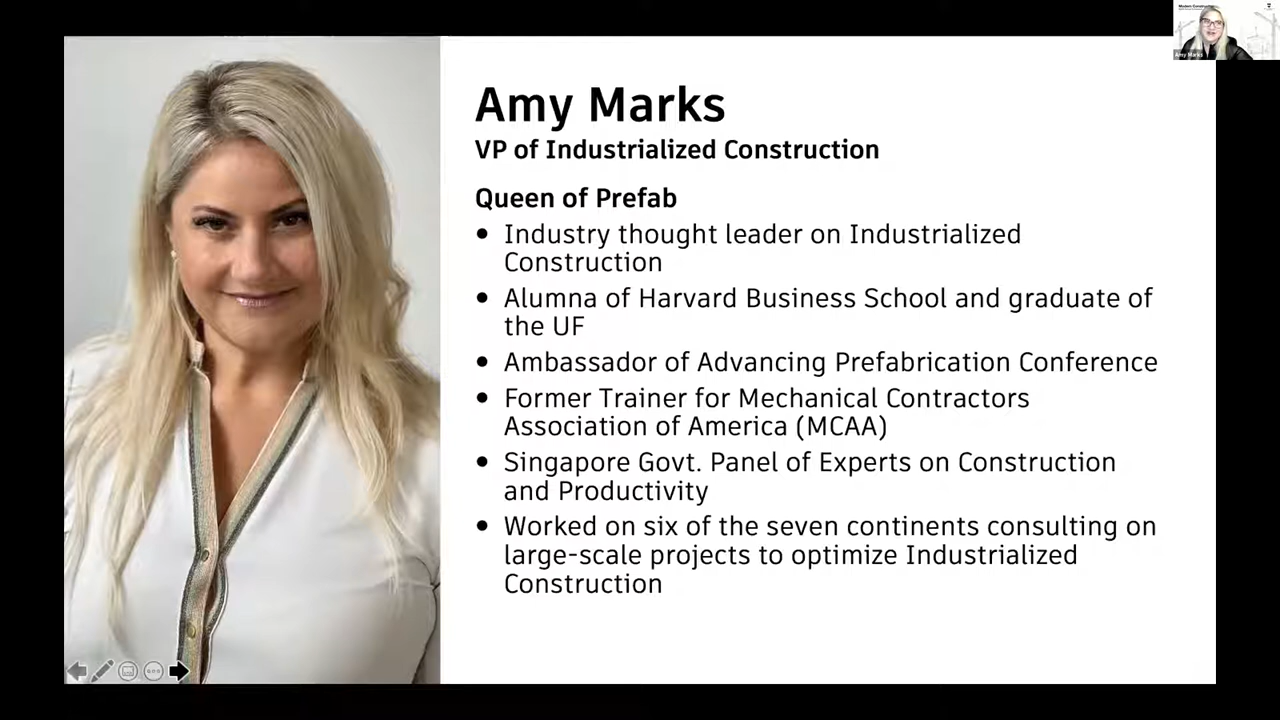 Amy Marks
VP of Industrialized Construction
Queen of Prefab
• Industry thought leader on Industrialized
Construction
• Alumna of Harvard Business School and graduate of
the UF
• Ambassador of Advancing Prefabrication Conference
• Former Trainer for Mechanical Contractors
Association of America (MCAA)
• Singapore Govt. Panel of Experts on Construction
and Productivity
• Worked on six of the seven continents consulting on
large-scale projects to optimize Industrialized
Construction
Amy Marks